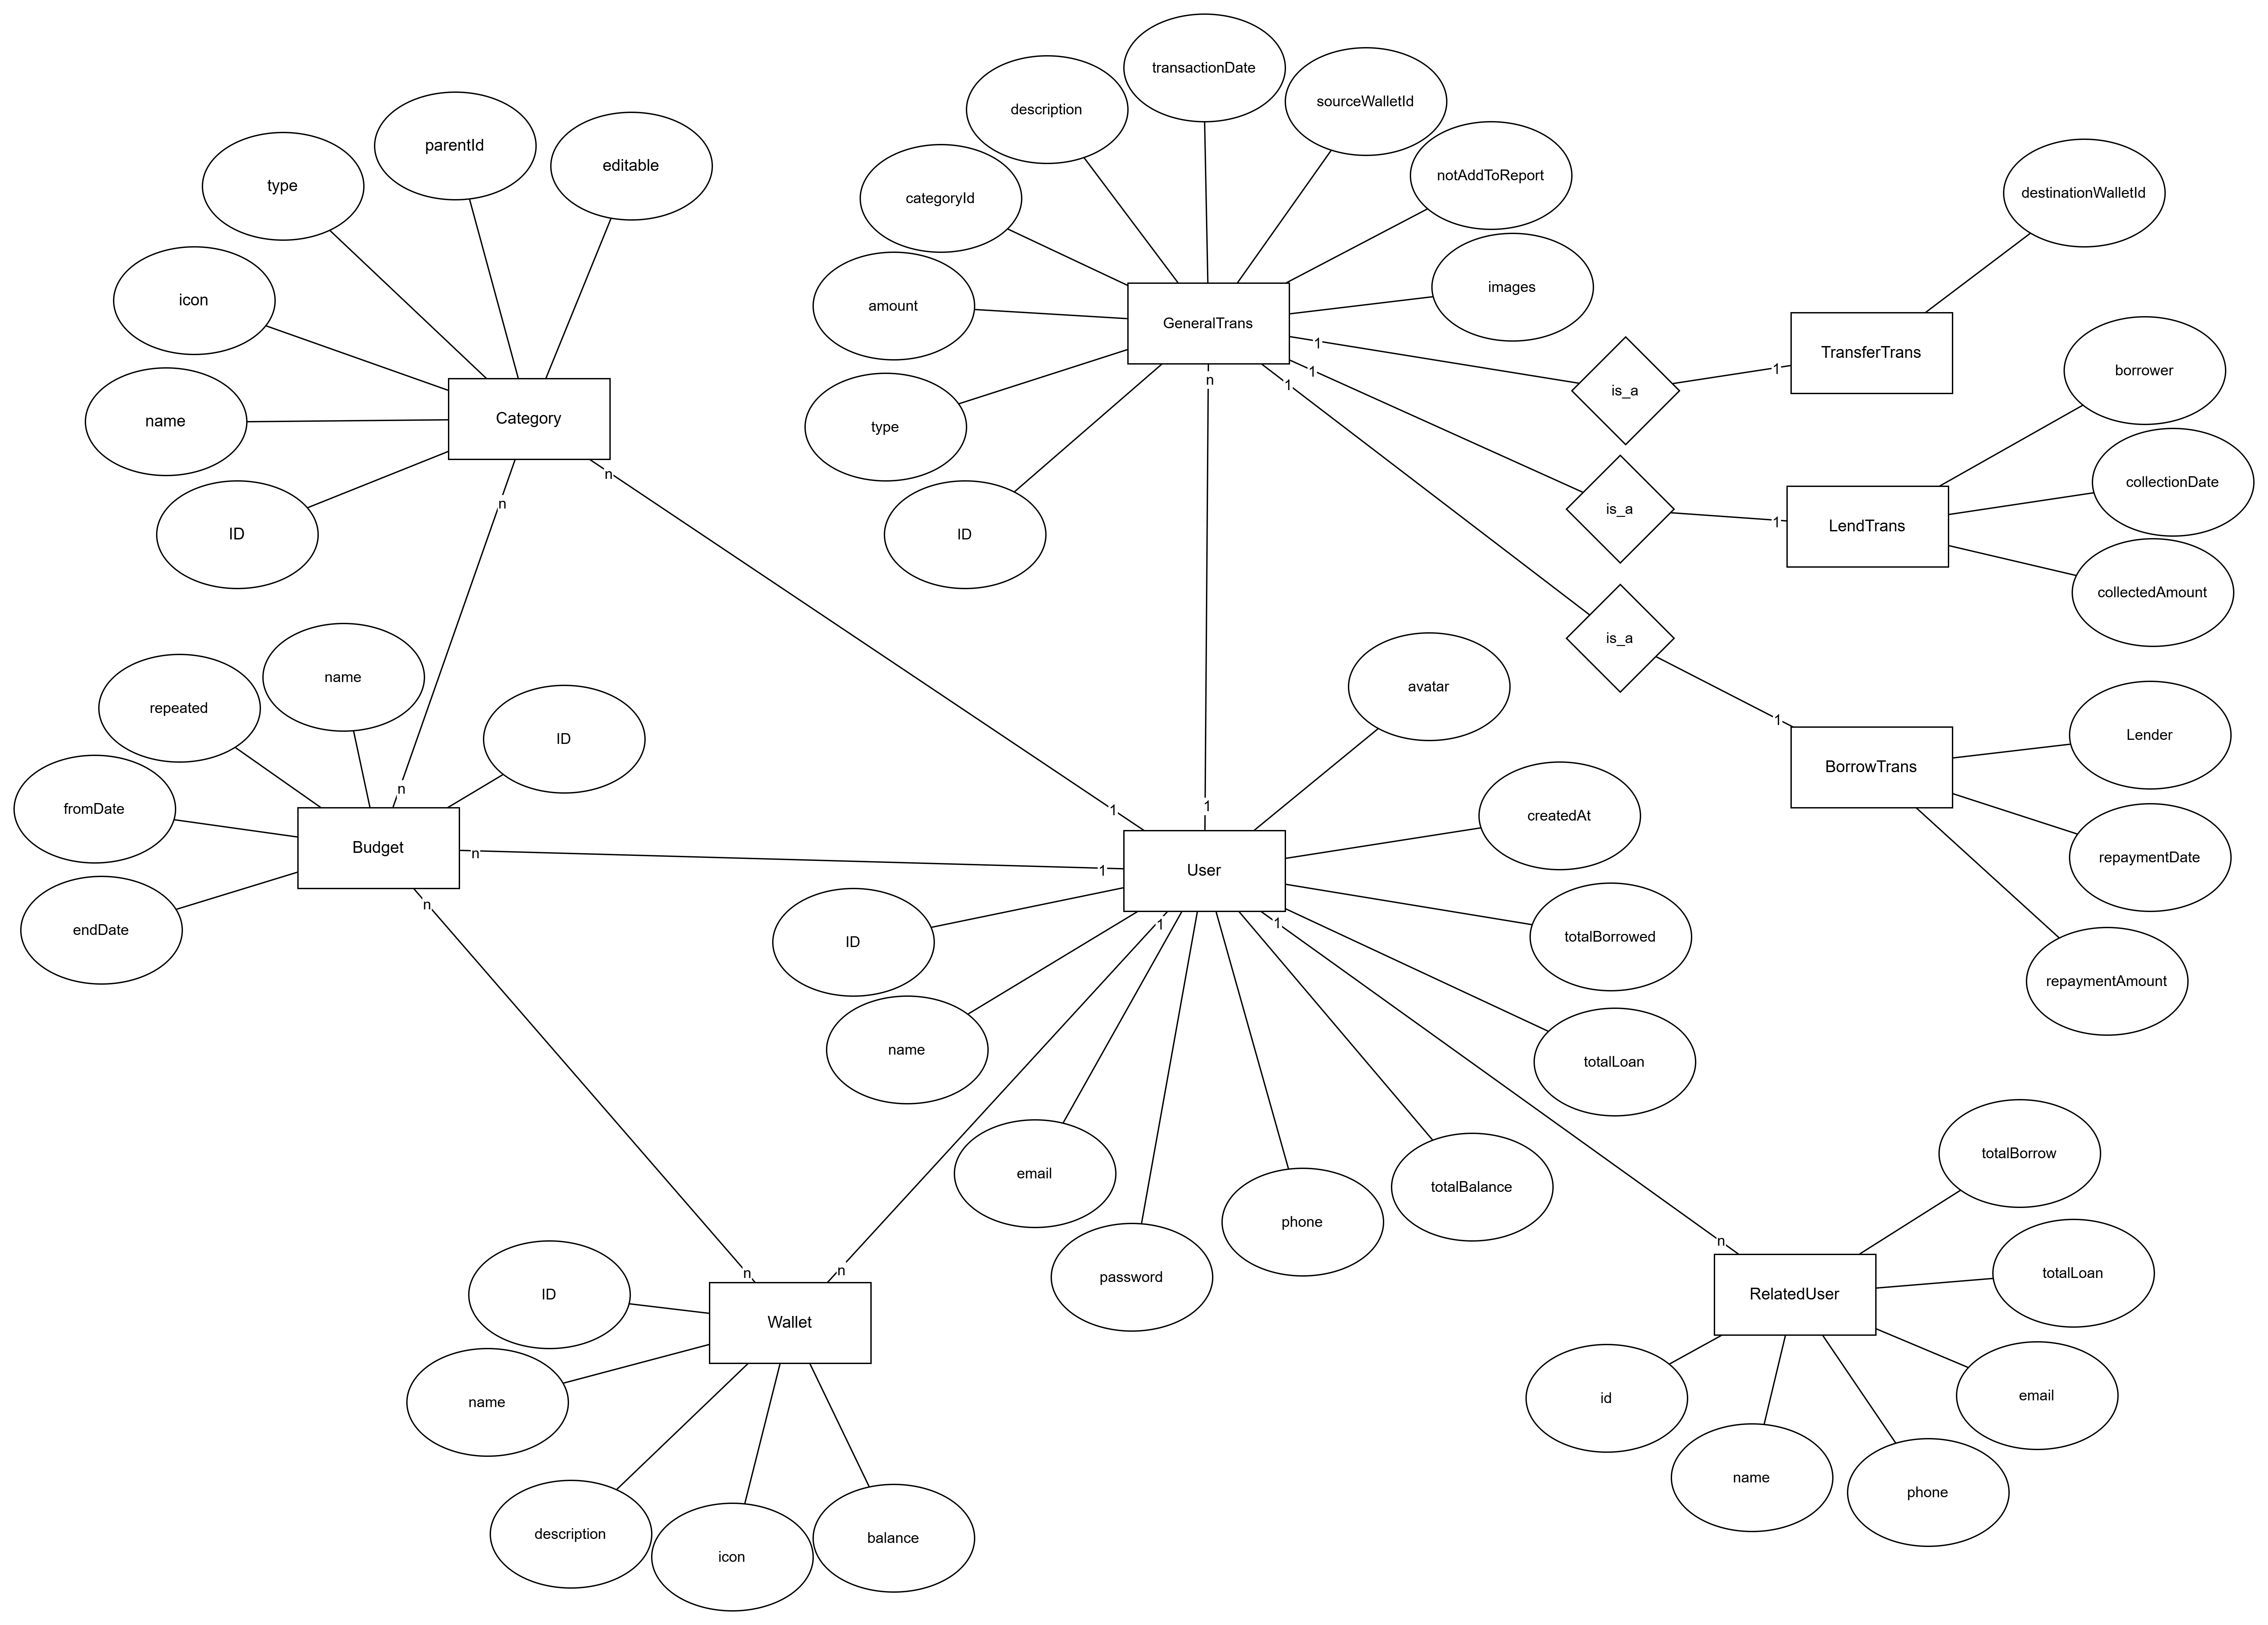 transactionDate
sourceWalletId
description
parentId
editable
type
notAddToReport
destinationWalletId
categoryId
images
icon
amount
GeneralTrans
1
TransferTrans
1
1
1
borrower
is_a
n
Category
name
type
n
n
collectionDate
is_a
1
LendTrans
ID
ID
collectedAmount
is_a
name
avatar
repeated
ID
1
Lender
BorrowTrans
n
1
1
fromDate
createdAt
Budget
n
1
User
repaymentDate
n
1
1
endDate
ID
totalBorrowed
repaymentAmount
name
totalLoan
totalBorrow
email
totalBalance
phone
n
n
n
password
totalLoan
ID
RelatedUser
Wallet
name
id
email
name
phone
description
icon
balance